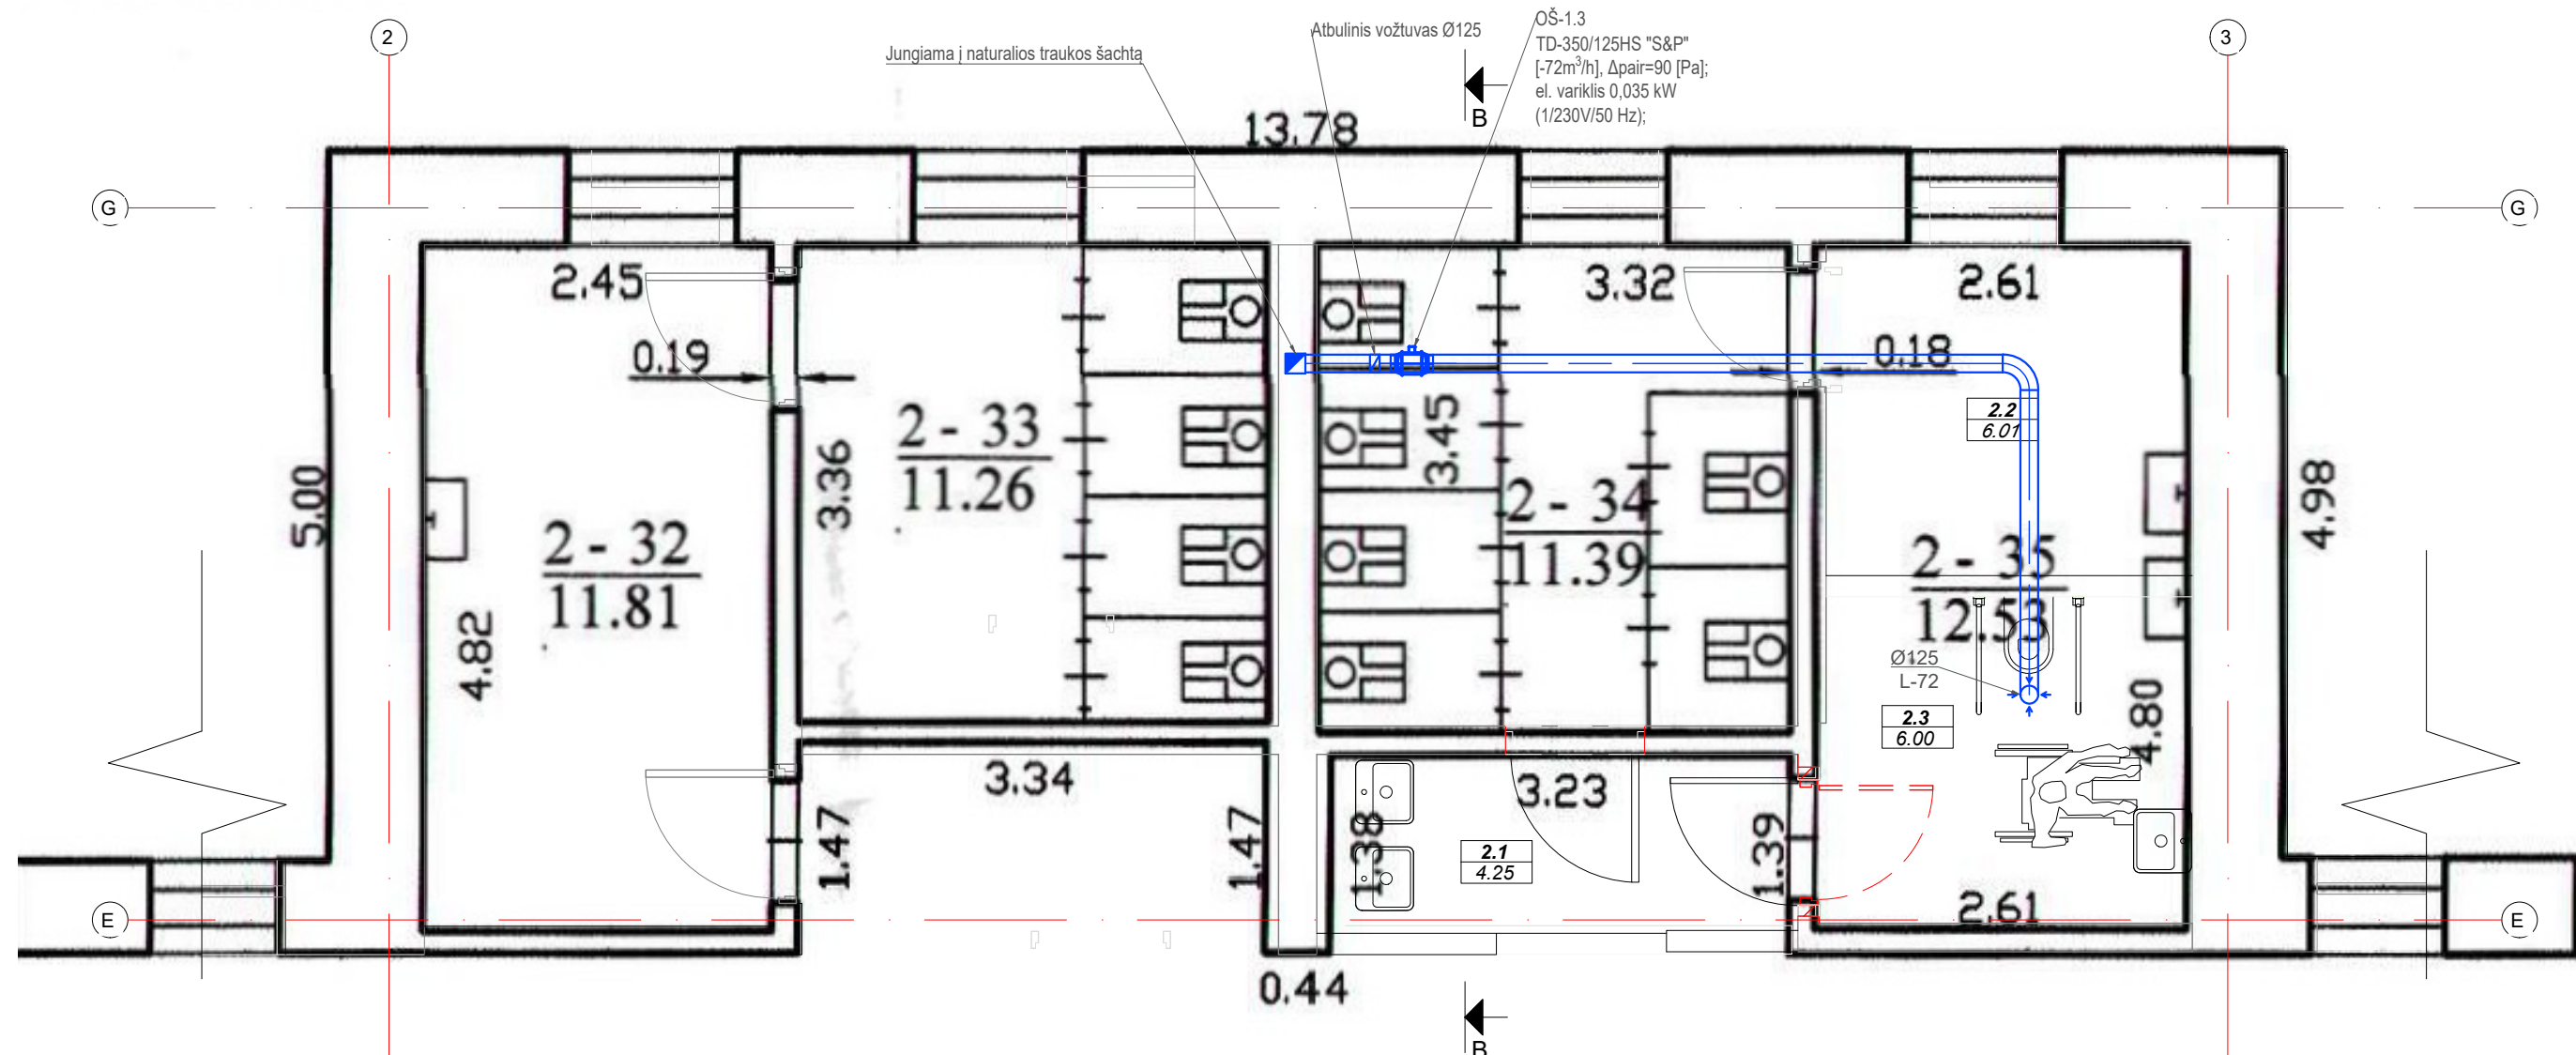 2
Jungiama į naturalios traukos šachtą
Atbulinis vožtuvas Ø125
OŠ-1.3
TD-350/125HS "S&P"
[-72m³/h], Δpair=90 [Pa];
el. variklis 0,035 kW
(1/230V/50 Hz);
3
B
13.78
G
G
2.45
3.32
2.61
0.19
0.18
2.2
6.01
2 - 33
11.26
3.36
3.45
5.00
4.98
2 - 32
11.81
2 - 34
11.39
2 - 35
12.53
4.82
Ø125
L-72
4.80
2.3
6.00
3.34
3.23
1.47
1.47
1.38
2.1
4.25
1.39
2.61
E
E
0.44
B